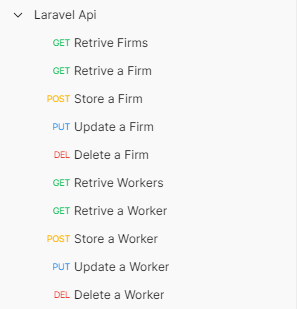 Laravel Api
GET Retrive Firms
GET Retrive a Firm
POST Store a Firm
PUT Update a Firm
DEL Delete a Firm
GET Retrive Workers
GET Retrive a Worker
POST Store a Worker
PUT Update a Worker
DEL Delete a Worker